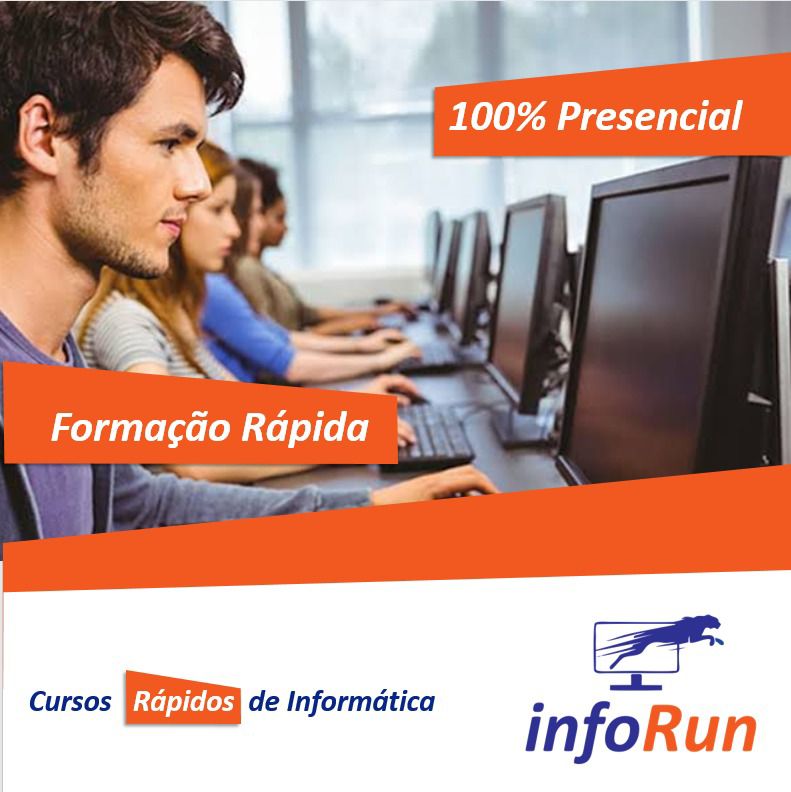 100% Presencial
Formação Rápida
Cursos Rápidos de Informática
infoRun